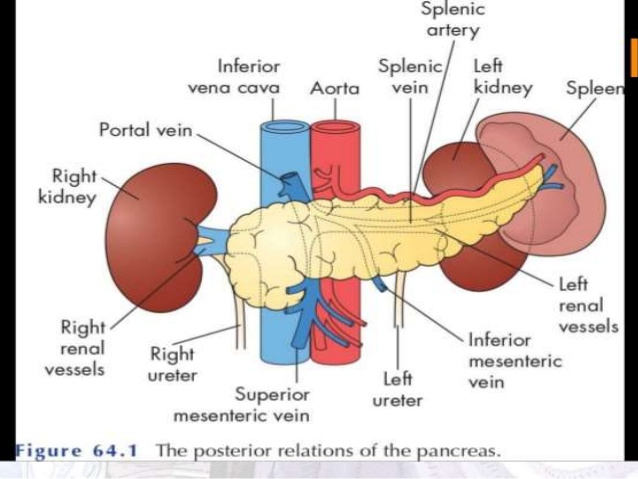 Splenic
artery
Inferior
vena cava
Aorta
Splenic
vein
Left
kidney
Spleen
Portal vein
Right
kidney
Left
renal
vessels
Right
renal
vessels
Right
ureter
Superior
mesenteric vein
Left
ureter
Inferior
mesenteric
vein
Figure 64.1 The posterior relations of the pancreas.